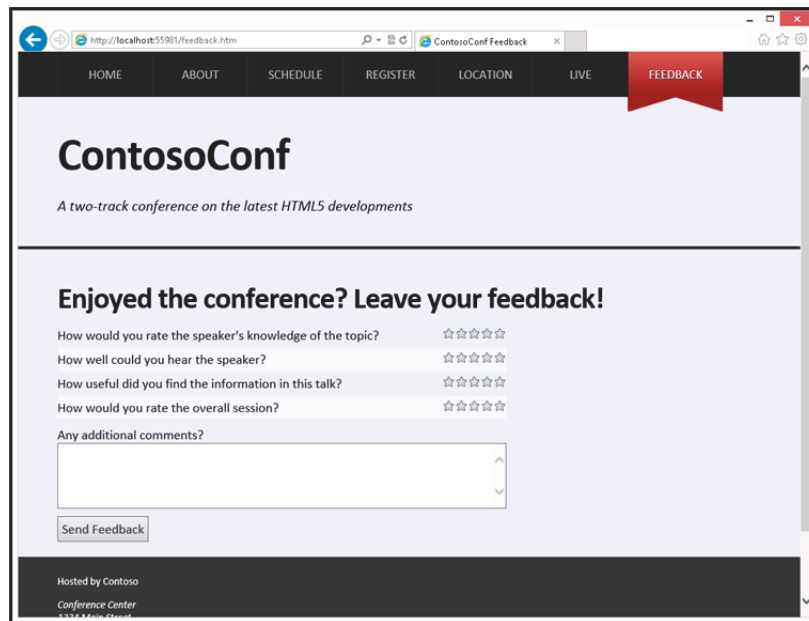 http://localhost:55981/feedback.htm
ContosoConf Feedback
HOME ABOUT SCHEDULE REGISTER LOCATION LIVE FEEDBACK
ContosoConf
A two-track conference on the latest HTML5 developments
Enjoyed the conference? Leave your feedback!
How would you rate the speaker's knowledge of the topic?
How well could you hear the speaker?
How useful did you find the information in this talk?
How would you rate the overall session?
Any additional comments?
Send Feedback
Hosted by Contoso
Conference Center
1234 Main Street